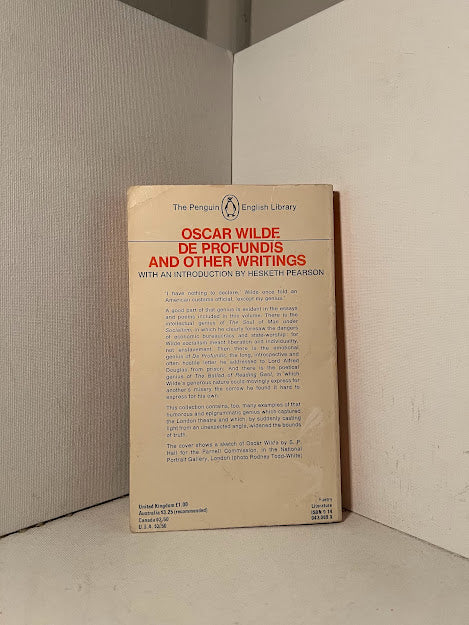 The Penguin English Library
OSCAR WILDE
DE PROFUNDIS
AND OTHER WRITINGS
WITH AN INTRODUCTION BY HESKETH PEARSON
'I have nothing to declare,' Wilde once told an
American customs official, 'except my genius.'
A good part of that genius is evident in the essays
and poems included in this volume. There is the
intellectual genius of The Soul of Man under
Socialism, in which he clearly foresaw the dangers
of economic bureaucracy and state-worship: for
Wilde socialism meant liberation and individuality,
not enslavement. Then there is the emotional
genius of De Profundis, the long, introspective and
often hostile letter he addressed to Lord Alfred
Douglas from prison. And there is the poetical
genius of The Ballad of Reading Gaol, in which
Wilde's generous nature could movingly express for
another's misery the sorrow he found it hard to
express for his own.
This collection contains, too, many examples of that
humorous and epigrammatic genius which captured
the London theatre and which, by suddenly casting
light from an unexpected angle, widened the bounds
of truth.
The cover shows a sketch of Oscar Wilde by S. P.
Hall for the Parnell Commission, in the National
Portrait Gallery, London (photo Rodney Todd-White)
United Kingdom £1.00
Australia $3.25 (recommended)
Canada $2.50
U.S.A. $2.50
Literature
ISBN 0 14
043.089 X